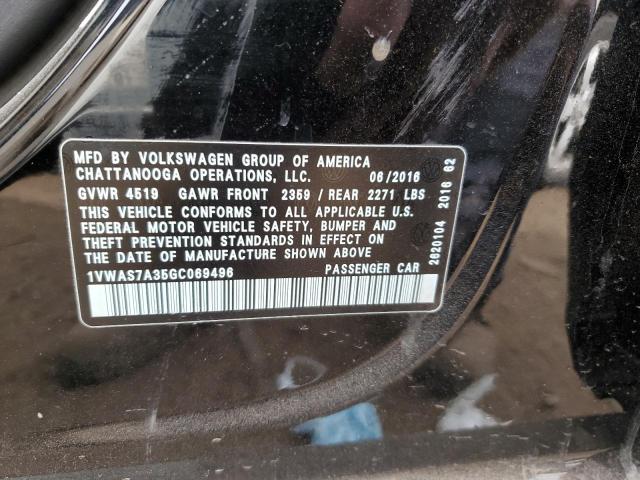 MFD BY VOLKSWAGEN GROUP OF AMERICA
CHATTANOOGA OPERATIONS, LLC. 06/2016
GVWR 4519 GAWR FRONT 2359 / REAR 2271 LBS
THIS VEHICLE CONFORMS TO ALL APPLICABLE U.S.
FEDERAL MOTOR VEHICLE SAFETY, BUMPER AND
THEFT PREVENTION STANDARDS IN EFFECT ON
THE DATE OF MANUFACTURE SHOWN ABOVE
1VWAS7A35GC069496 PASSENGER CAR
2620104 2016 62